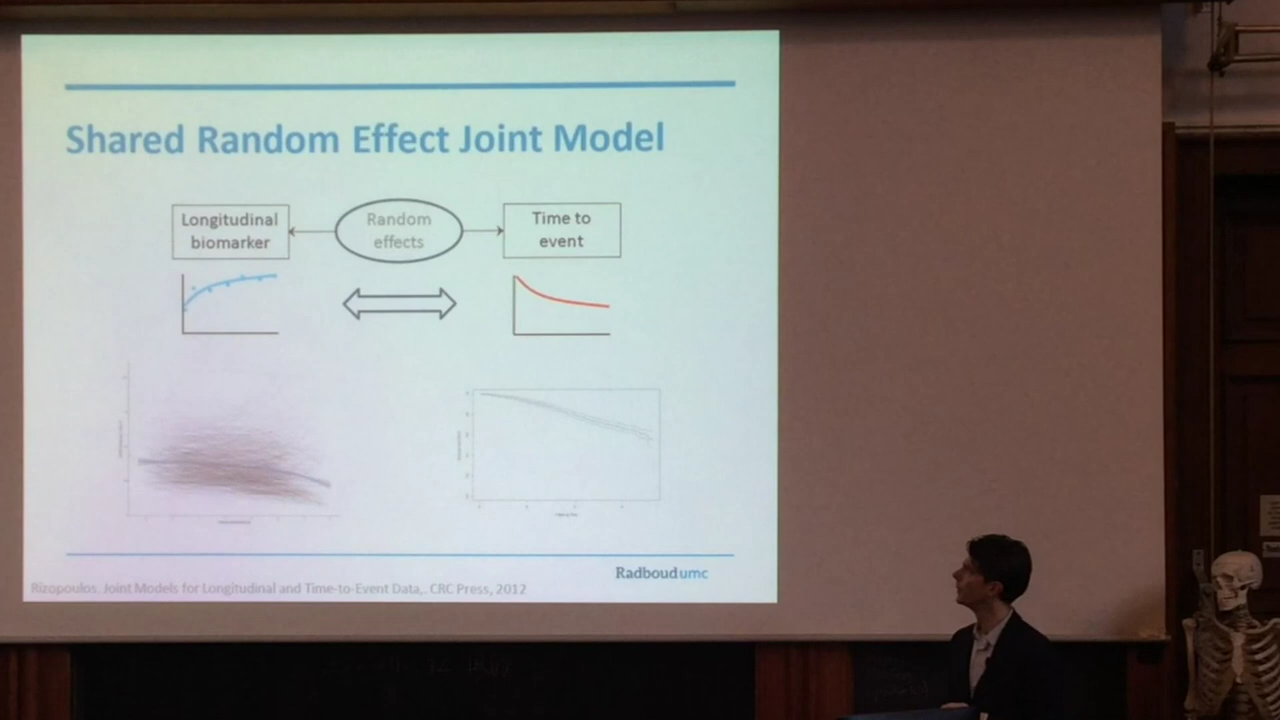 Shared Random Effect Joint Model
Longitudinal
biomarker
Random
effects
Time to
event
Radboudumc
Rizopoulos. Joint Models for Longitudinal and Time-to-Event Data,. CRC Press, 2012